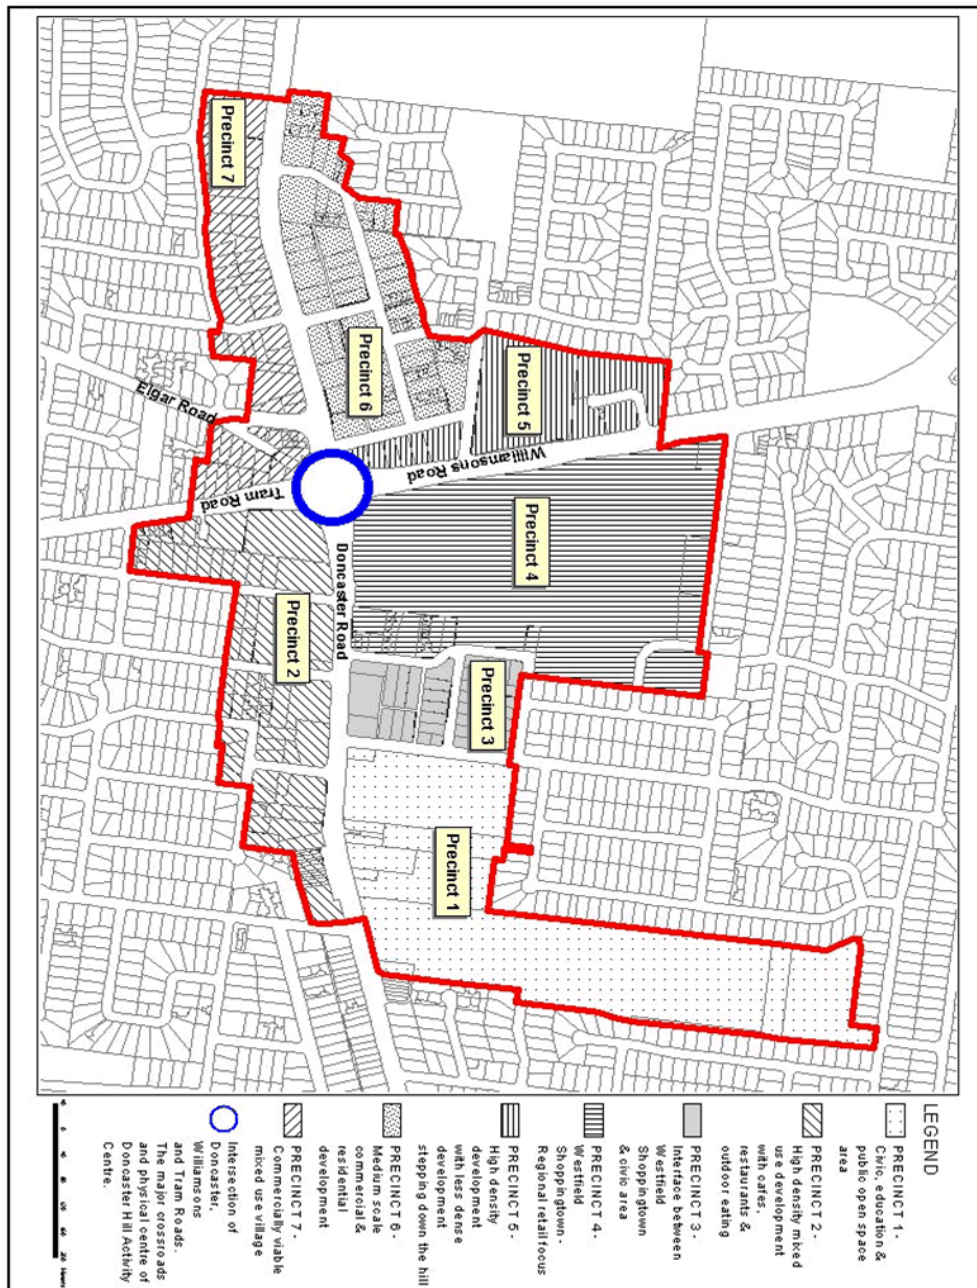 Precinct 7
Precinct 6
Precinct 5
Precinct 4
Precinct 3
Precinct 2
Precinct 1
Elgar Road
Tram Road
Williamsons Road
Doncaster Road
LEGEND
PRECINCT 1 -
Civic, education &
public open space
area
PRECINCT 2 -
High density mixed
use development
with cafes,
restaurants &
outdoor eating
PRECINCT 3 -
Interface between
Westfield
Shoppingtown
& civic area
PRECINCT 4 -
Westfield
Shoppingtown -
Regional retail focus
PRECINCT 5 -
High density
development
with less dense
development
stepping down the hill
PRECINCT 6 -
Medium scale
commercial &
residential
development
PRECINCT 7 -
Commercially viable
mixed use village
Intersection of
Doncaster,
Williamsons
and Tram Roads.
The major crossroads
and physical centre of
Doncaster Hill Activity
Centre.